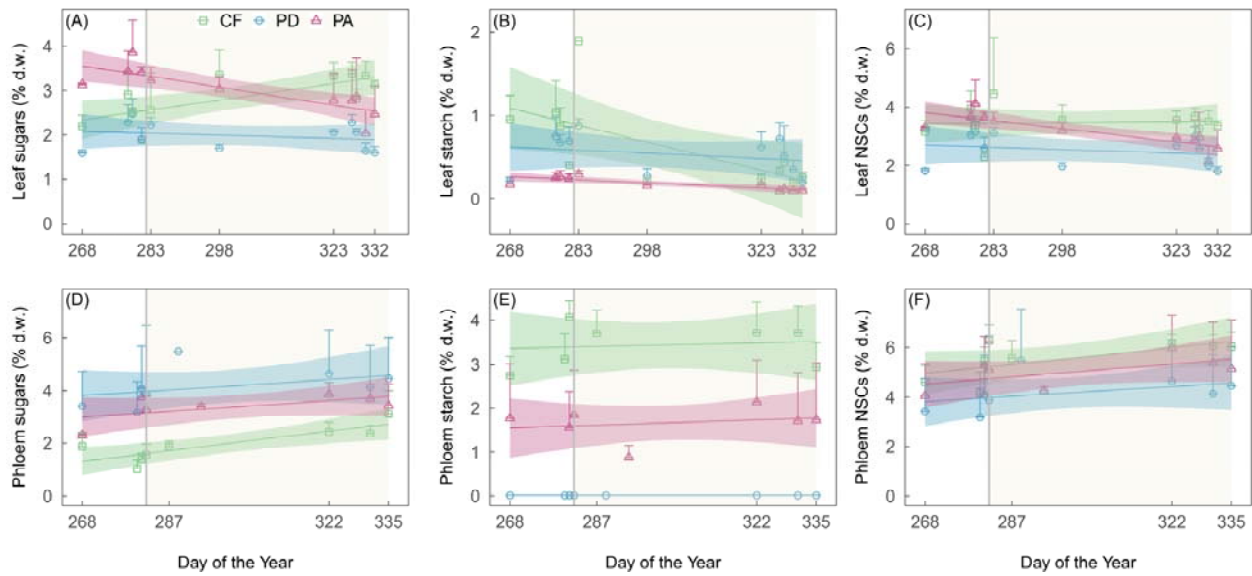 (A) CF PD PA
Leaf sugars (% d.w.)
4
3
2
1
0
268 283 298 323 332
(B)
Leaf starch (% d.w.)
2
1
0
268 283 298 323 332
(C)
Leaf NSCs (% d.w.)
6
4
2
0
268 283 298 323 332
(D)
Phloem sugars (% d.w.)
6
4
2
0
268 287 322 335
Day of the Year
(E)
Phloem starch (% d.w.)
4
3
2
1
0
268 287 322 335
Day of the Year
(F)
Phloem NSCs (% d.w.)
6
4
2
0
268 287 322 335
Day of the Year